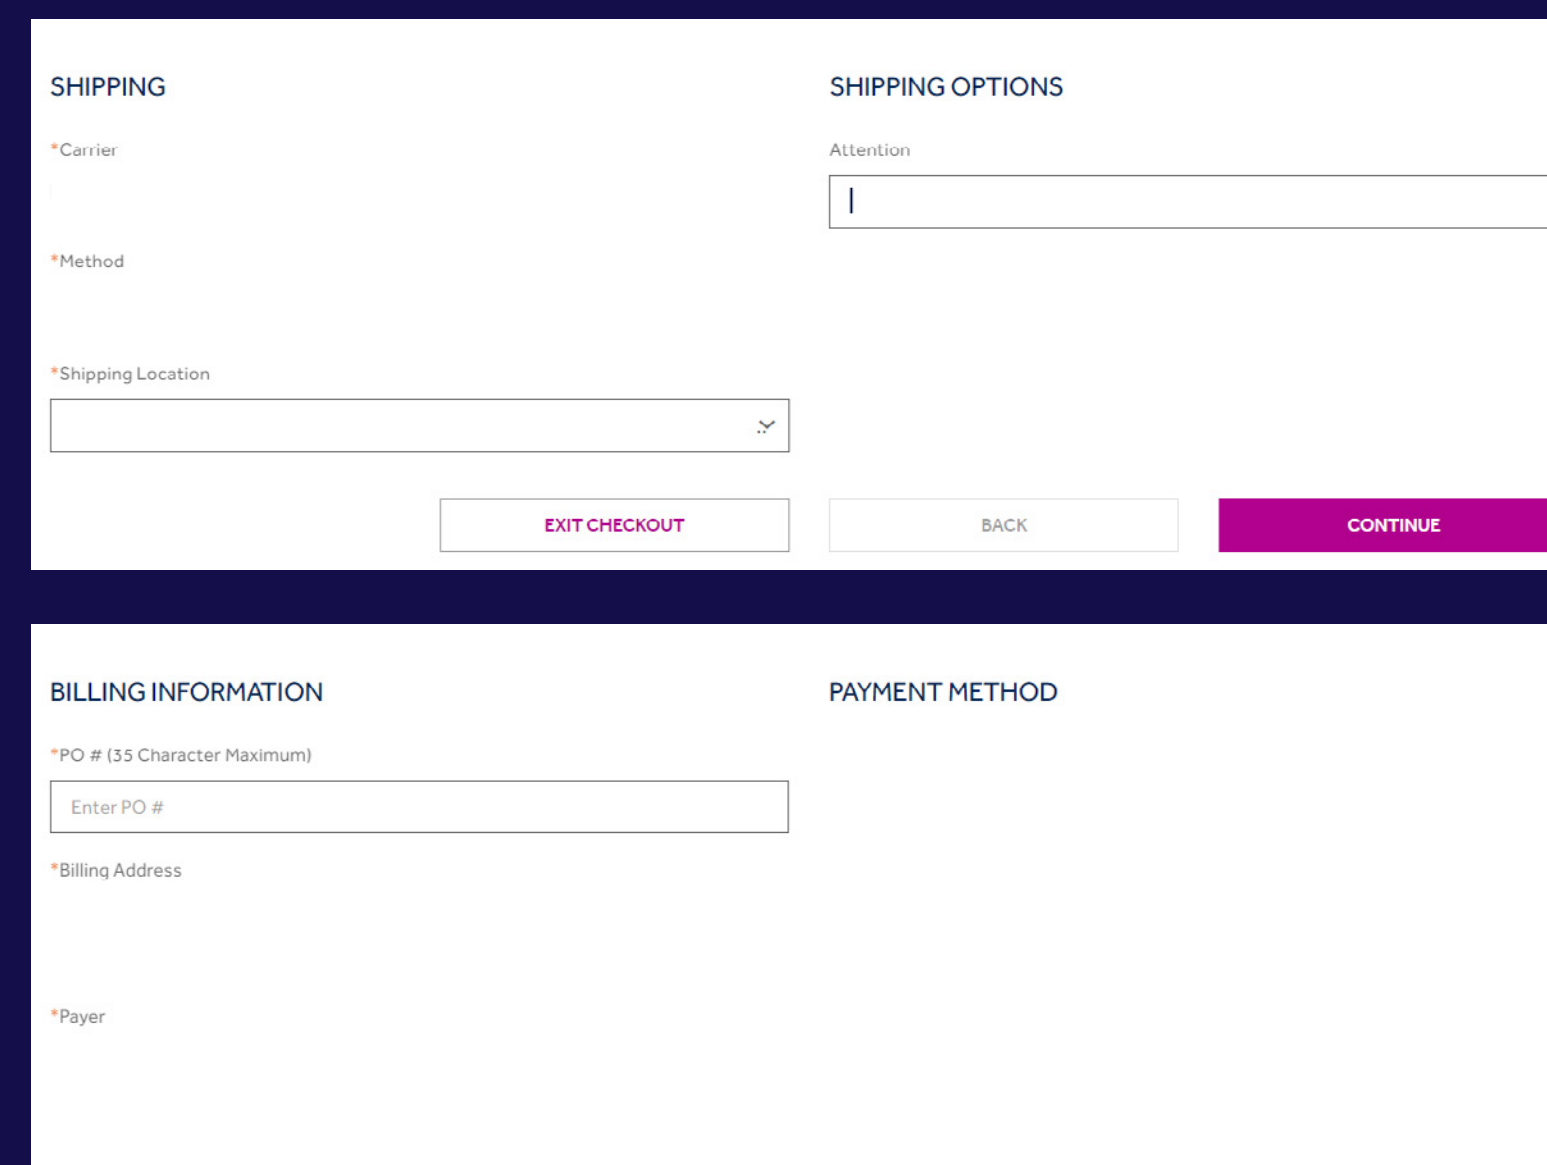 SHIPPING
SHIPPING OPTIONS
*Carrier
Attention
*Method
*Shipping Location
EXIT CHECKOUT
BACK
CONTINUE
BILLING INFORMATION
PAYMENT METHOD
*PO # (35 Character Maximum)
Enter PO #
*Billing Address
*Payer